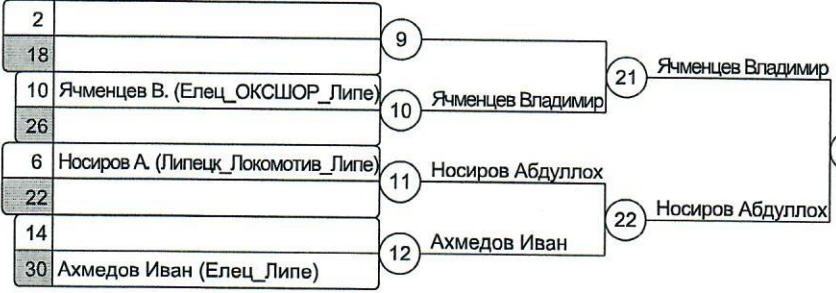 2
18
9
10 Ячменцев В. (Елец_ОКСШОР_Липе)
26
10
Ячменцев Владимир
21
Ячменцев Владимир
6 Носиров А. (Липецк_Локомотив_Липе)
22
11
Носиров Абдуллох
22
Носиров Абдуллох
14
30 Ахмедов Иван (Елец_Липе)
12
Ахмедов Иван